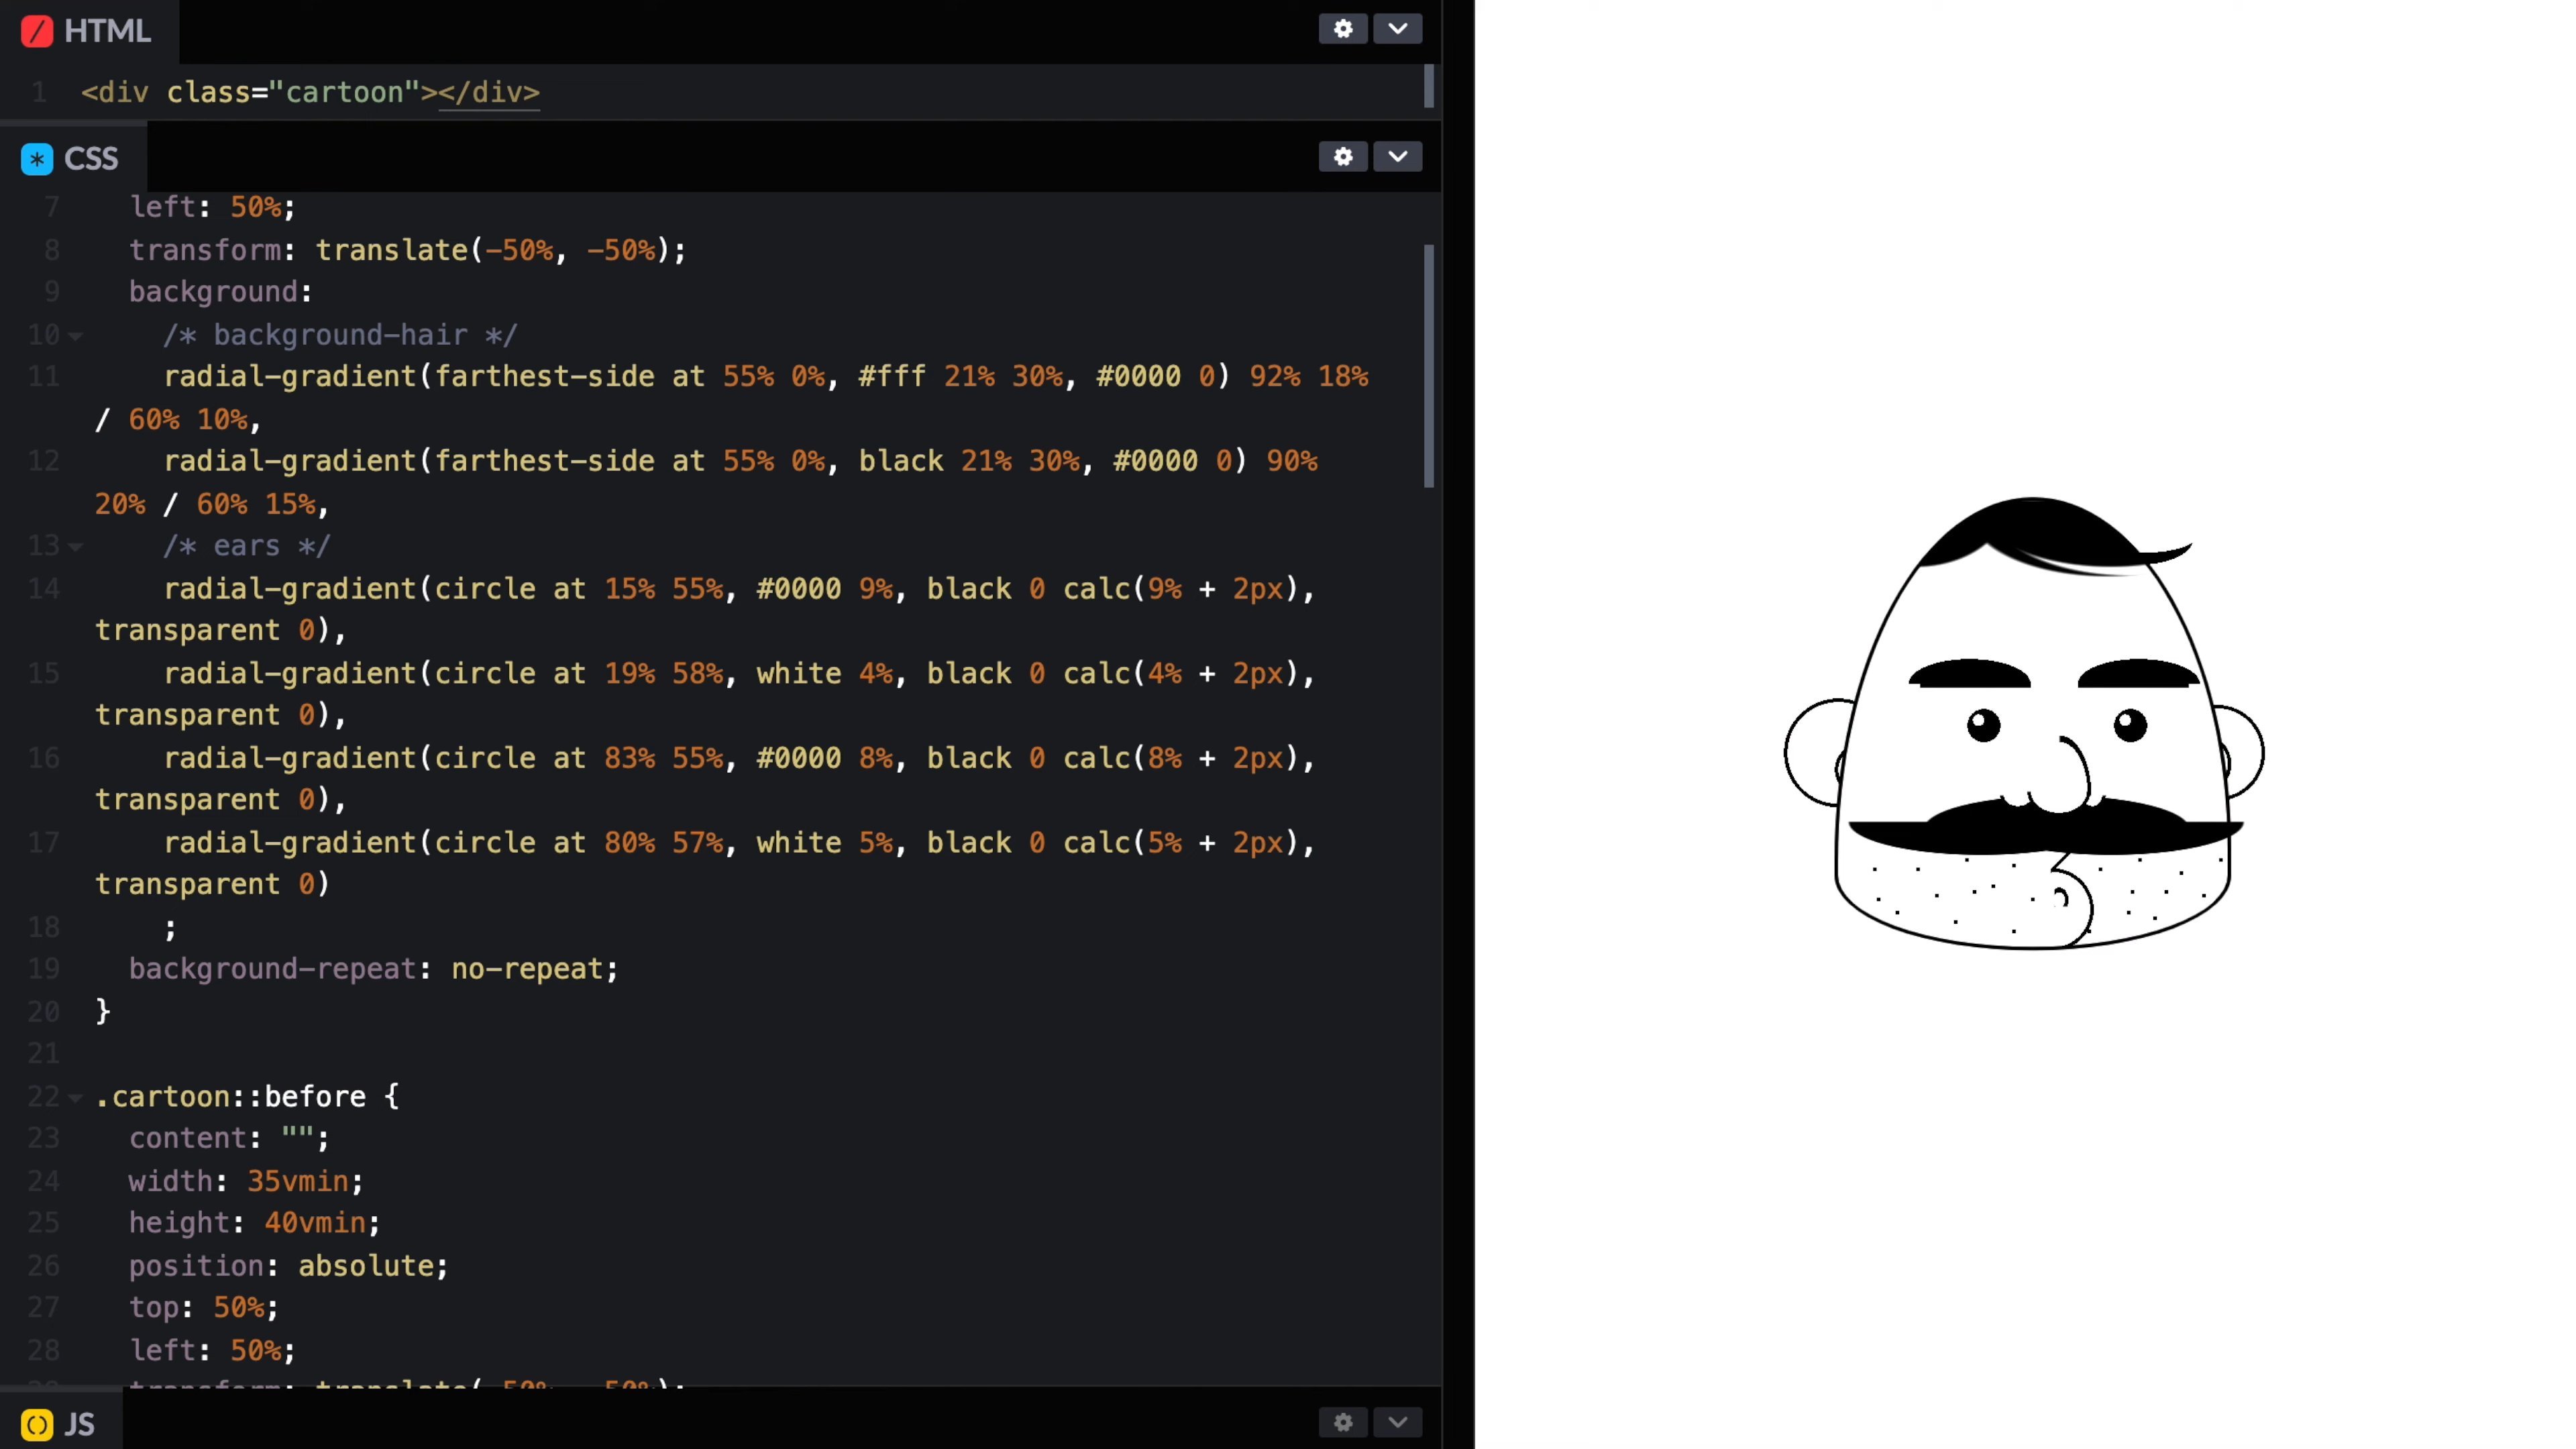 HTML
1 <div class="cartoon"></div>
CSS
7 left: 50%;
8 transform: translate(-50%, -50%);
9 background:
10 /* background-hair */
11 radial-gradient(farthest-side at 55% 0%, #fff 21% 30%, #0000 0) 92% 18%
/ 60% 10%,
12 radial-gradient(farthest-side at 55% 0%, black 21% 30%, #0000 0) 90%
20% / 60% 15%,
13 /* ears */
14 radial-gradient(circle at 15% 55%, #0000 9%, black 0 calc(9% + 2px),
transparent 0),
15 radial-gradient(circle at 19% 58%, white 4%, black 0 calc(4% + 2px),
transparent 0),
16 radial-gradient(circle at 83% 55%, #0000 8%, black 0 calc(8% + 2px),
transparent 0),
17 radial-gradient(circle at 80% 57%, white 5%, black 0 calc(5% + 2px),
transparent 0)
18 ;
19 background-repeat: no-repeat;
20 }
21
22 .cartoon::before {
23 content: "";
24 width: 35vmin;
25 height: 40vmin;
26 position: absolute;
27 top: 50%;
28 left: 50%;
transform: translate(-50%, -50%);
JS